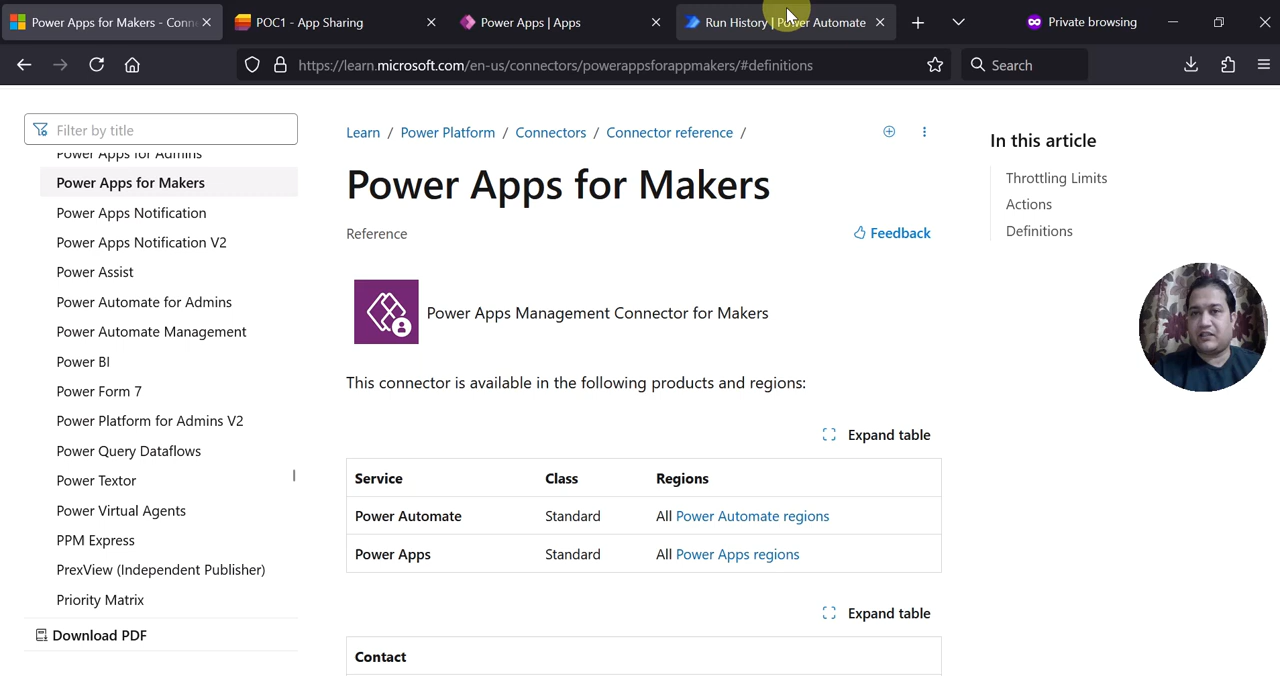 Power Apps for Makers - Conn
POC1 - App Sharing
Power Apps | Apps
Run History | Power Automate
Private browsing
https://learn.microsoft.com/en-us/connectors/powerappsforappmakers/#definitions
Search
Filter by title
Power Apps for Admins
Power Apps for Makers
Power Apps Notification
Power Apps Notification V2
Power Assist
Power Automate for Admins
Power Automate Management
Power BI
Power Form 7
Power Platform for Admins V2
Power Query Dataflows
Power Textor
Power Virtual Agents
PPM Express
PrexView (Independent Publisher)
Priority Matrix
Download PDF
Learn / Power Platform / Connectors / Connector reference /
Power Apps for Makers
Reference
Feedback
Power Apps Management Connector for Makers
This connector is available in the following products and regions:
Expand table
Service Class Regions
Power Automate Standard All Power Automate regions
Power Apps Standard All Power Apps regions
Expand table
Contact
In this article
Throttling Limits
Actions
Definitions